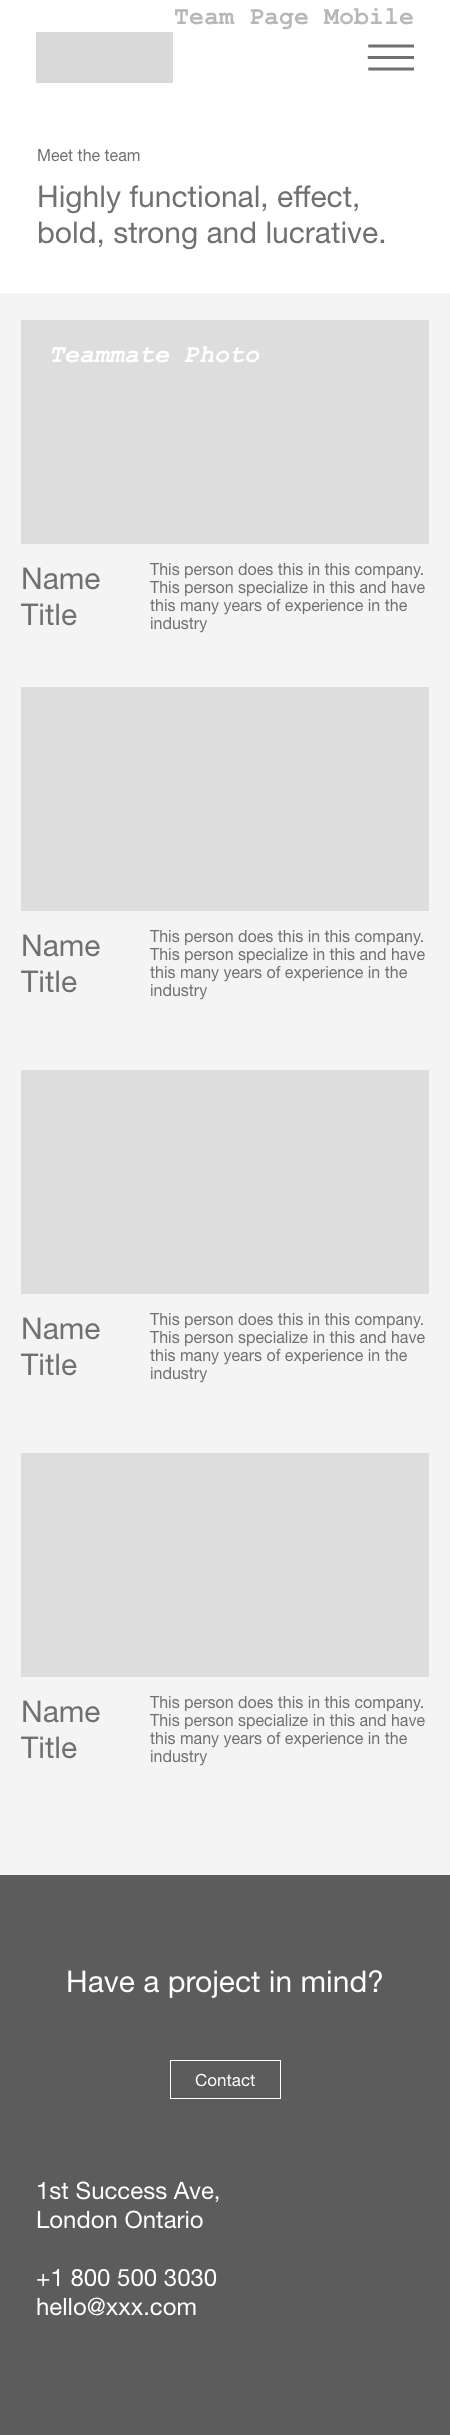 Team Page Mobile
Meet the team
Highly functional, effect,
bold, strong and lucrative.
Teammate Photo
Name
Title
This person does this in this company.
This person specialize in this and have
this many years of experience in the
industry
Name
Title
This person does this in this company.
This person specialize in this and have
this many years of experience in the
industry
Name
Title
This person does this in this company.
This person specialize in this and have
this many years of experience in the
industry
Name
Title
This person does this in this company.
This person specialize in this and have
this many years of experience in the
industry
Have a project in mind?
Contact
1st Success Ave,
London Ontario
+1 800 500 3030
hello@xxx.com